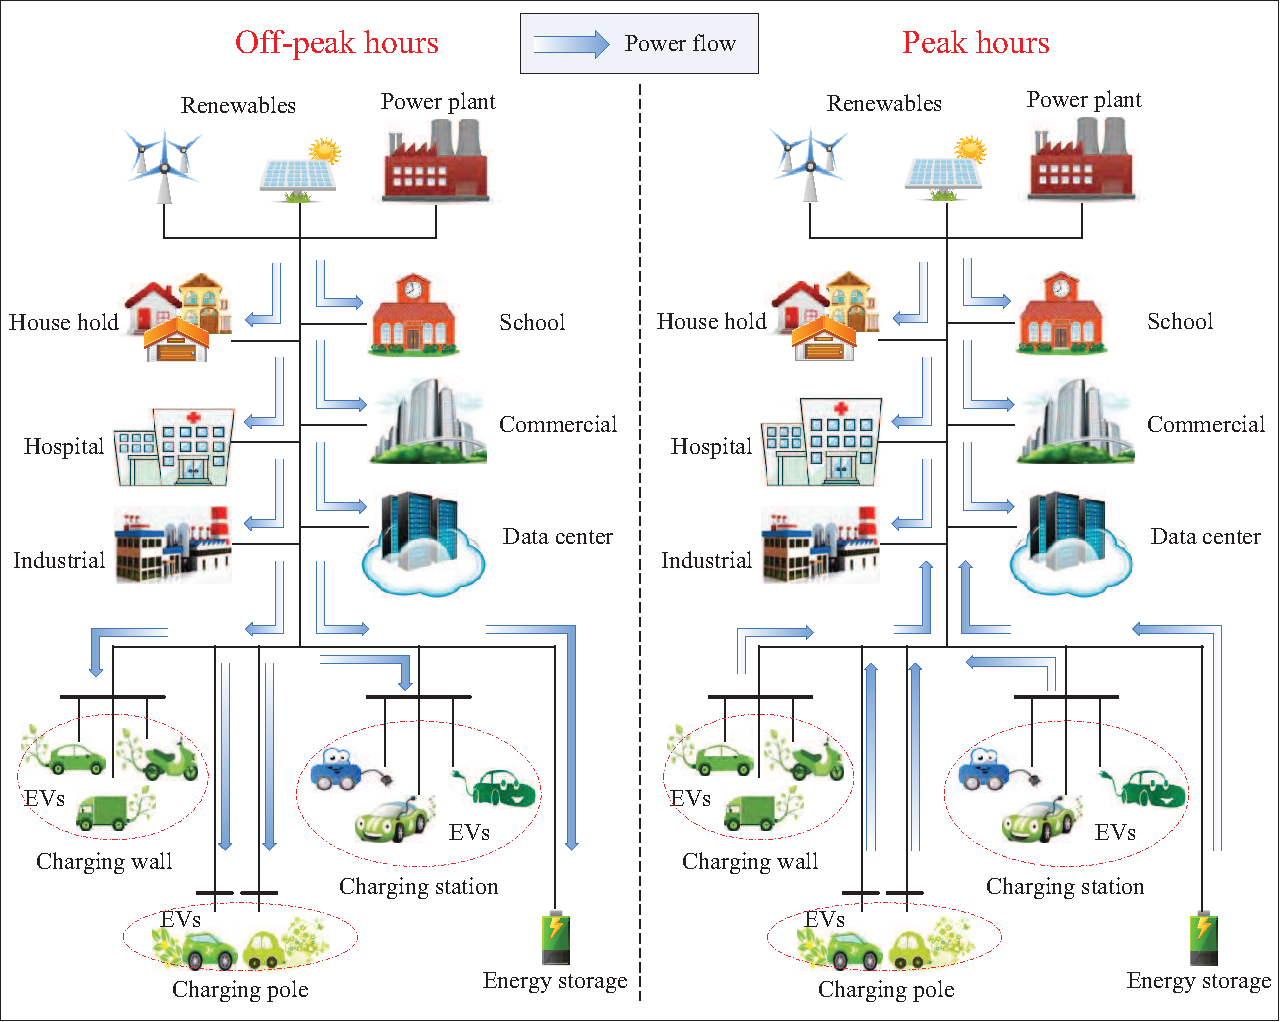 Off-peak hours
Power flow
Peak hours
Renewables
Power plant
House hold
School
Hospital
Commercial
Industrial
Data center
EVs
Charging wall
EVs
Charging station
EVs
Charging pole
Energy storage
Renewables
Power plant
House hold
School
Hospital
Commercial
Industrial
Data center
EVs
Charging wall
EVs
Charging station
EVs
Charging pole
Energy storage